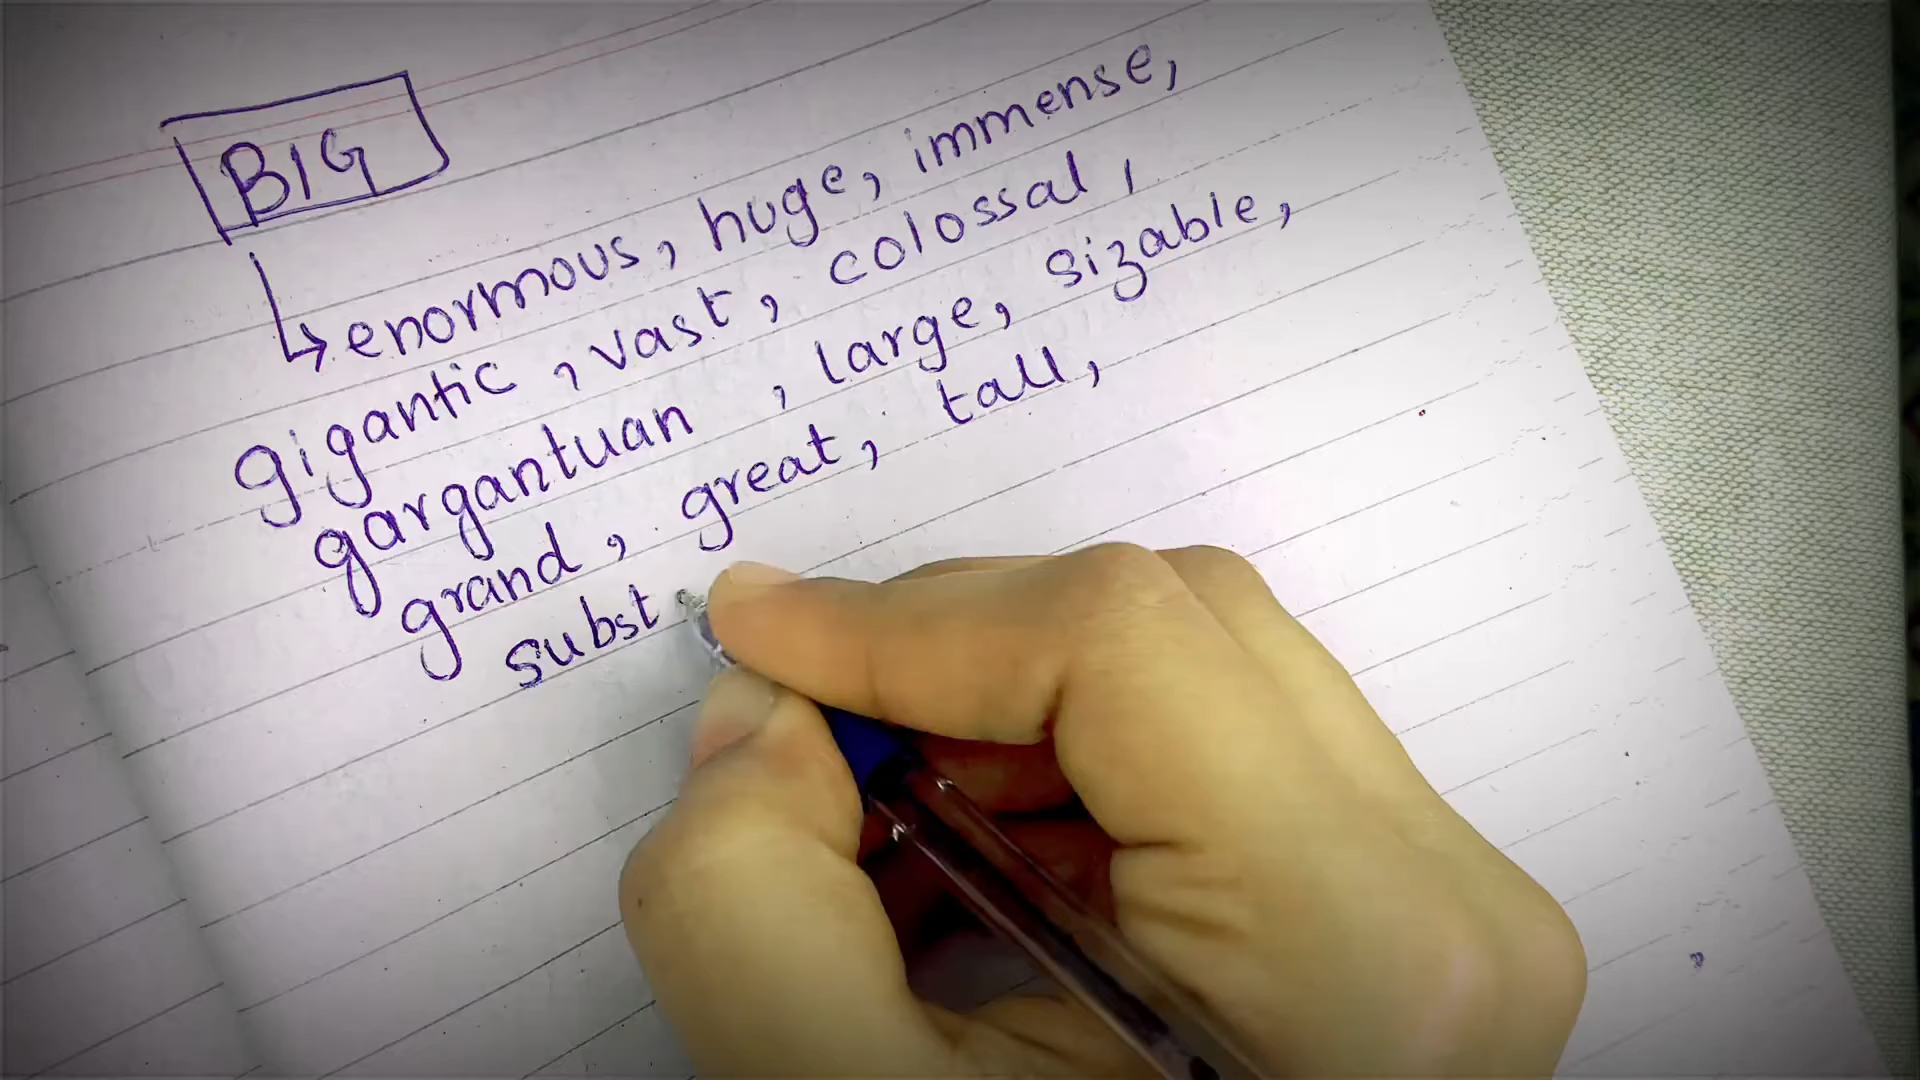 BIG
enormous, huge, immense,
gigantic, vast, colossal,
gargantuan, large, sizable,
grand, great, tall,
subst